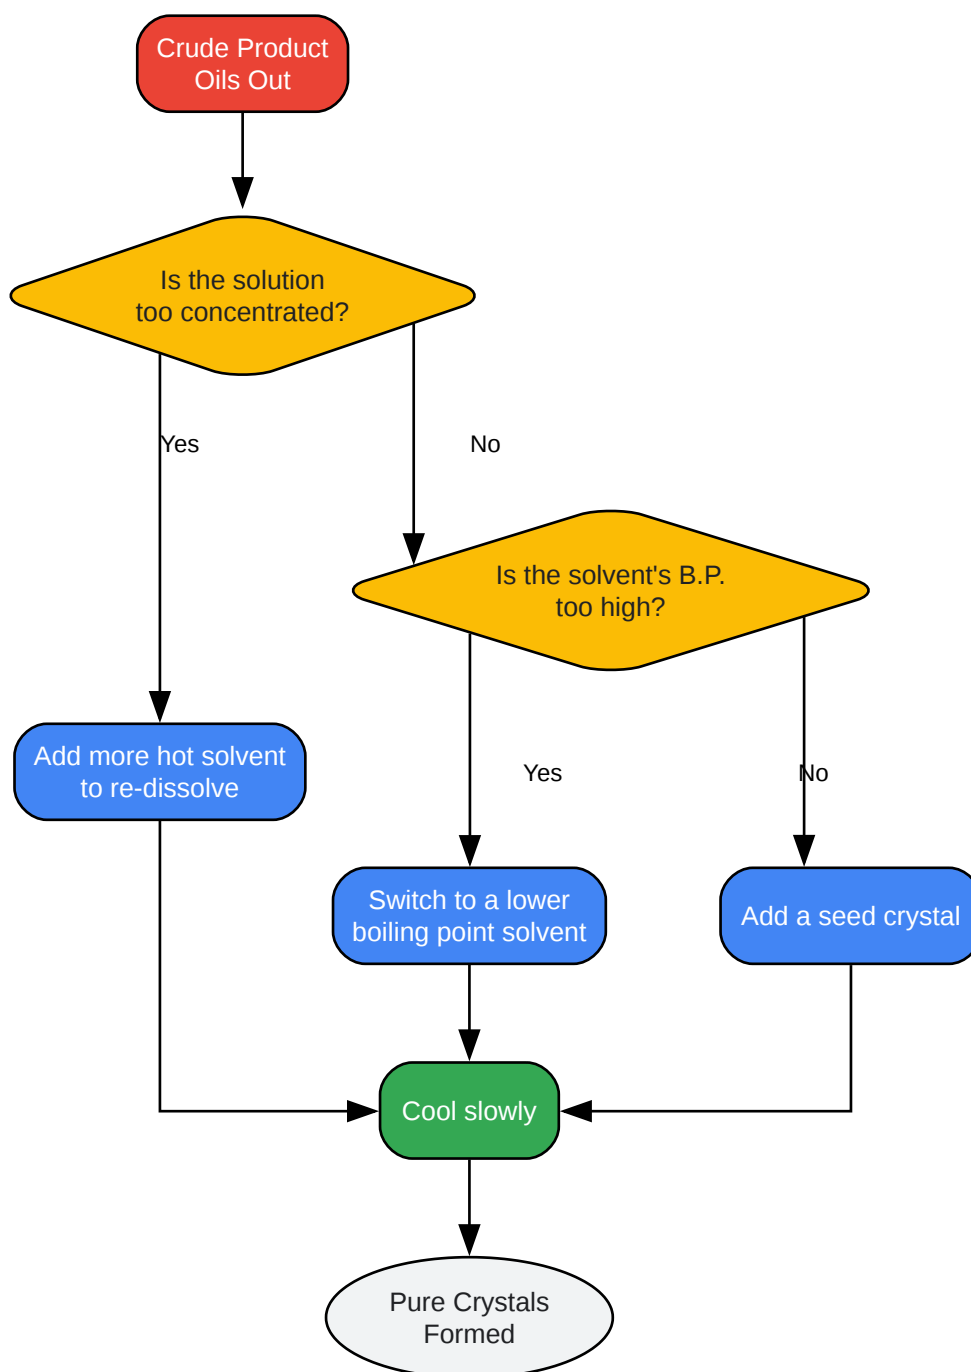 Crude Product
Oils Out
Is the solution
too concentrated?
Yes
No
Is the solvent's B.P.
too high?
Add more hot solvent
to re-dissolve
Yes
No
Switch to a lower
boiling point solvent
Add a seed crystal
Cool slowly
Pure Crystals
Formed